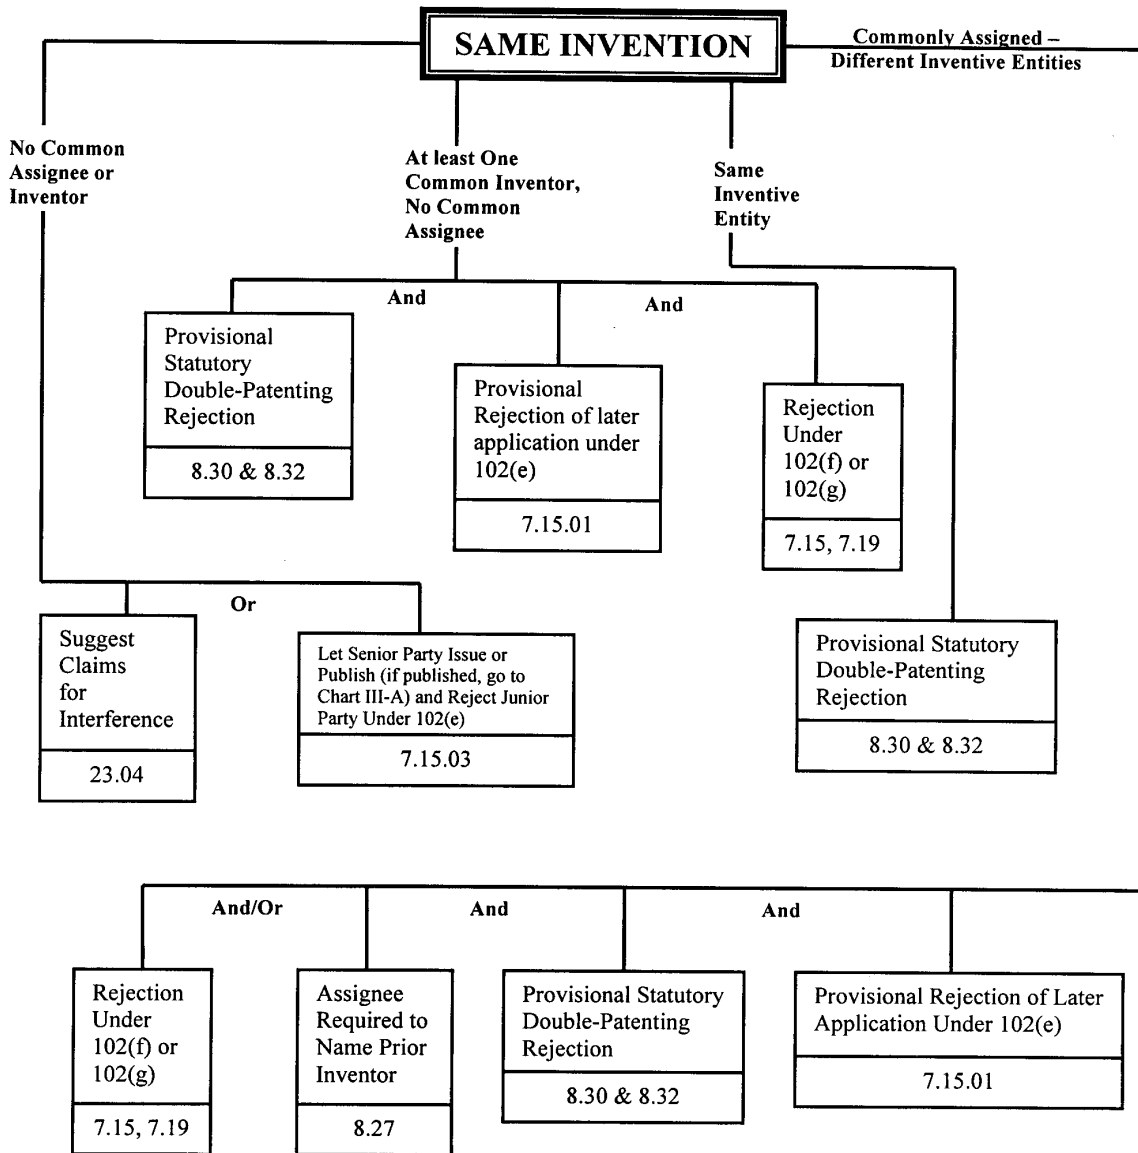 SAME INVENTION
Commonly Assigned –
Different Inventive Entities
No Common
Assignee or
Inventor
At least One
Common Inventor,
No Common
Assignee
Same
Inventive
Entity
And
And
Provisional
Statutory
Double-Patenting
Rejection
8.30 & 8.32
Provisional
Rejection of later
application under
102(e)
7.15.01
Rejection
Under
102(f) or
102(g)
7.15, 7.19
Or
Suggest
Claims
for
Interference
23.04
Let Senior Party Issue or
Publish (if published, go to
Chart III-A) and Reject Junior
Party Under 102(e)
7.15.03
Provisional Statutory
Double-Patenting
Rejection
8.30 & 8.32
And/Or
And
And
Rejection
Under
102(f) or
102(g)
7.15, 7.19
Assignee
Required to
Name Prior
Inventor
8.27
Provisional Statutory
Double-Patenting
Rejection
8.30 & 8.32
Provisional Rejection of Later
Application Under 102(e)
7.15.01